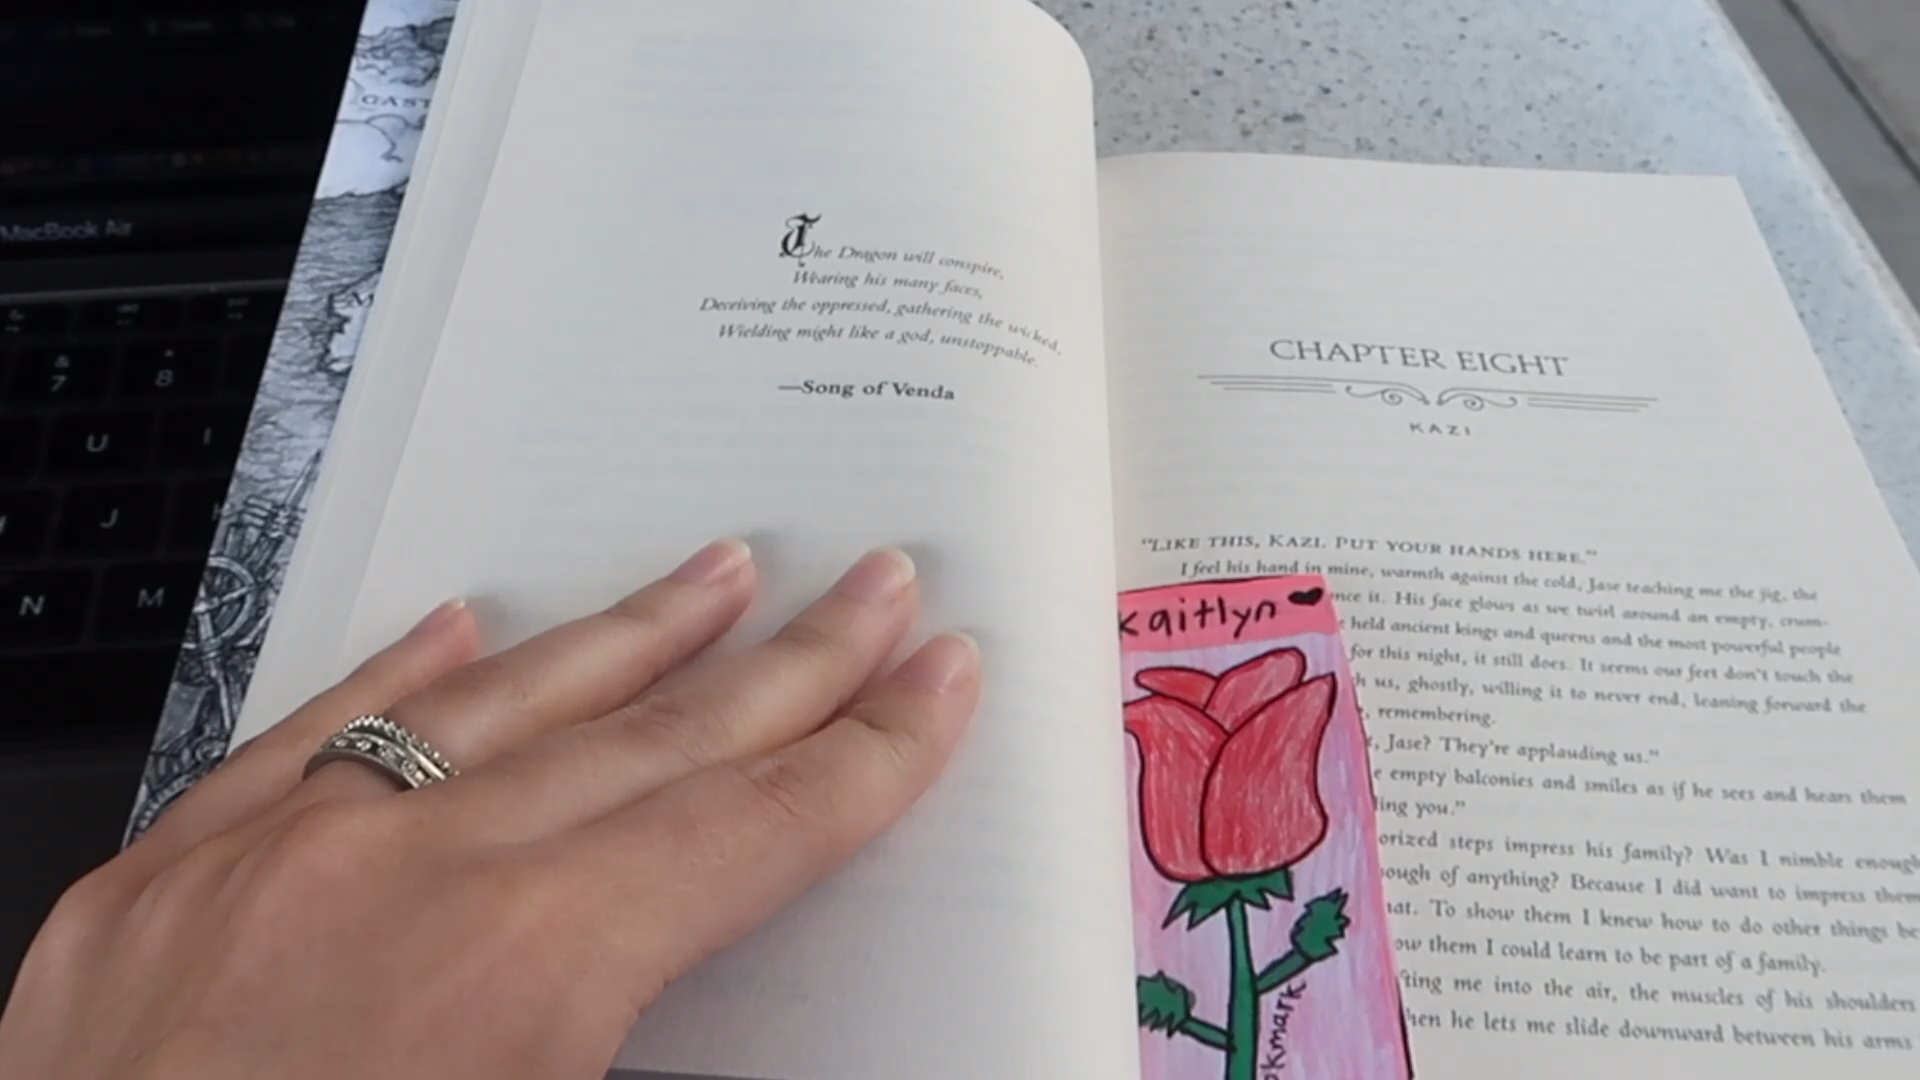 CAST
MacBook Air
EM
&
7
*
8
U
I
J
N
M
The Dragon will conspire,
Wearing his many faces,
Deceiving the oppressed, gathering the wicked,
Wielding might like a god, unstoppable.
—Song of Venda
CHAPTER EIGHT
KAZI
"LIKE THIS, KAZI. PUT YOUR HANDS HERE."
I feel his hand in mine, warmth against the cold, Jase teaching me the jig, the
nce it. His face glows as we twirl around an empty, crum-
held ancient kings and queens and the most powerful people
for this night, it still does. It seems our feet don't touch the
h us, ghostly, willing it to never end, leaning forward the
, remembering.
, Jase? They're applauding us."
e empty balconies and smiles as if he sees and hears them
ling you."
orized steps impress his family? Was I nimble enough
ough of anything? Because I did want to impress them
hat. To show them I knew how to do other things be
ow them I could learn to be part of a family.
fting me into the air, the muscles of his shoulders
hen he lets me slide downward between his arms
Kaitlyn ♥
okmark